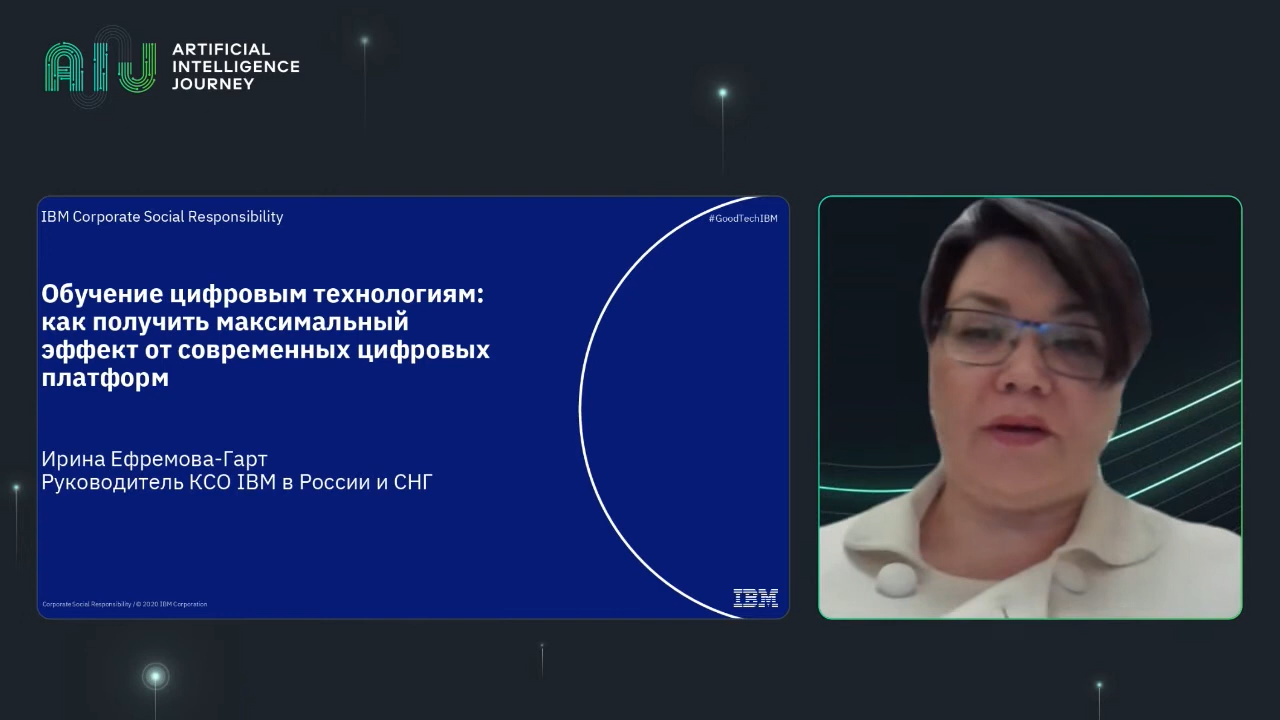 ARTIFICIAL
INTELLIGENCE
JOURNEY
IBM Corporate Social Responsibility
#GoodTechIBM
Обучение цифровым технологиям:
как получить максимальный
эффект от современных цифровых
платформ
Ирина Ефремова-Гарт
Руководитель КСО IBM в России и СНГ
Corporate Social Responsibility / © 2020 IBM Corporation
IBM